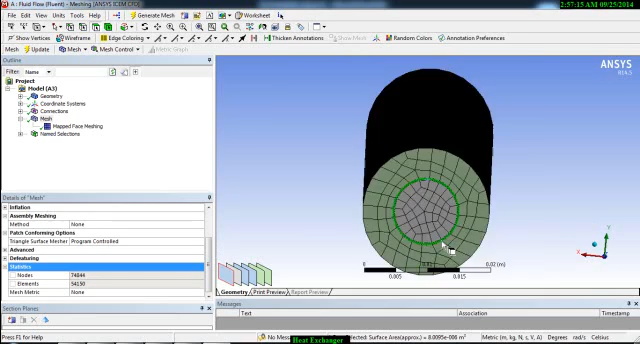 A : Fluid Flow (Fluent) - Meshing [ANSYS ICEM CFD]
2:57:15 AM 09/25/2014
File Edit View Units Tools Help Generate Mesh Worksheet
Show Vertices Wireframe Edge Coloring Thicken Annotations Show Mesh Random Colors Annotation Preferences
Mesh Update Mesh Mesh Control Metric Graph
Outline
Filter: Name
Project
Model (A3)
Geometry
Coordinate Systems
Connections
Mesh
Mapped Face Meshing
Named Selections
ANSYS
R14.5
Details of "Mesh"
Inflation
Assembly Meshing
Method None
Patch Conforming Options
Triangle Surface Mesher Program Controlled
Advanced
Defeaturing
Statistics
Nodes 74844
Elements 54150
Mesh Metric None
0.02 (m)
0.005 0.015
Y
X
Z
Geometry Print Preview Report Preview
Section Planes
Messages
Text Association Timestamp
Press F1 for Help
Heat Exchanger
Selected: Surface Area(approx.) = 8.0095e-006 m²
Metric (m, kg, N, s, V, A) Degrees rad/s Celsius